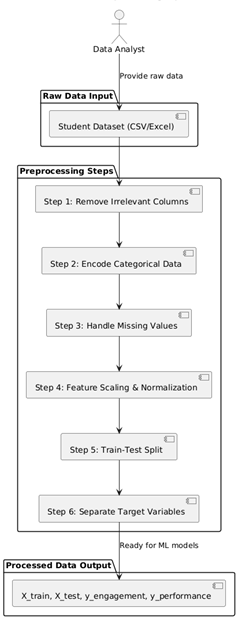 Data Analyst
Provide raw data
Raw Data Input
Student Dataset (CSV/Excel)
Preprocessing Steps
Step 1: Remove Irrelevant Columns
Step 2: Encode Categorical Data
Step 3: Handle Missing Values
Step 4: Feature Scaling & Normalization
Step 5: Train-Test Split
Step 6: Separate Target Variables
Ready for ML models
Processed Data Output
X_train, X_test, y_engagement, y_performance